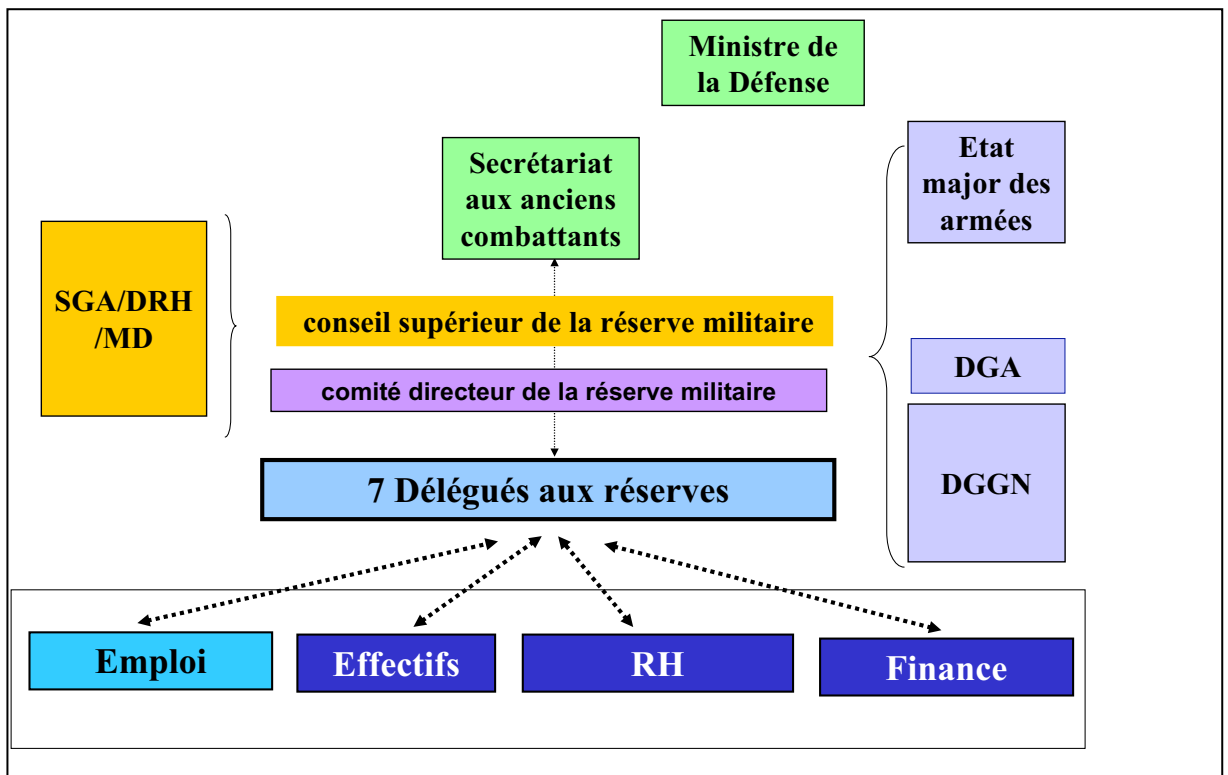 Ministre de
la Défense
Secrétariat
aux anciens
combattants
Etat
major des
armées
SGA/DRH
/MD
conseil supérieur de la réserve militaire
comité directeur de la réserve militaire
DGA
DGGN
7 Délégués aux réserves
Emploi
Effectifs
RH
Finance